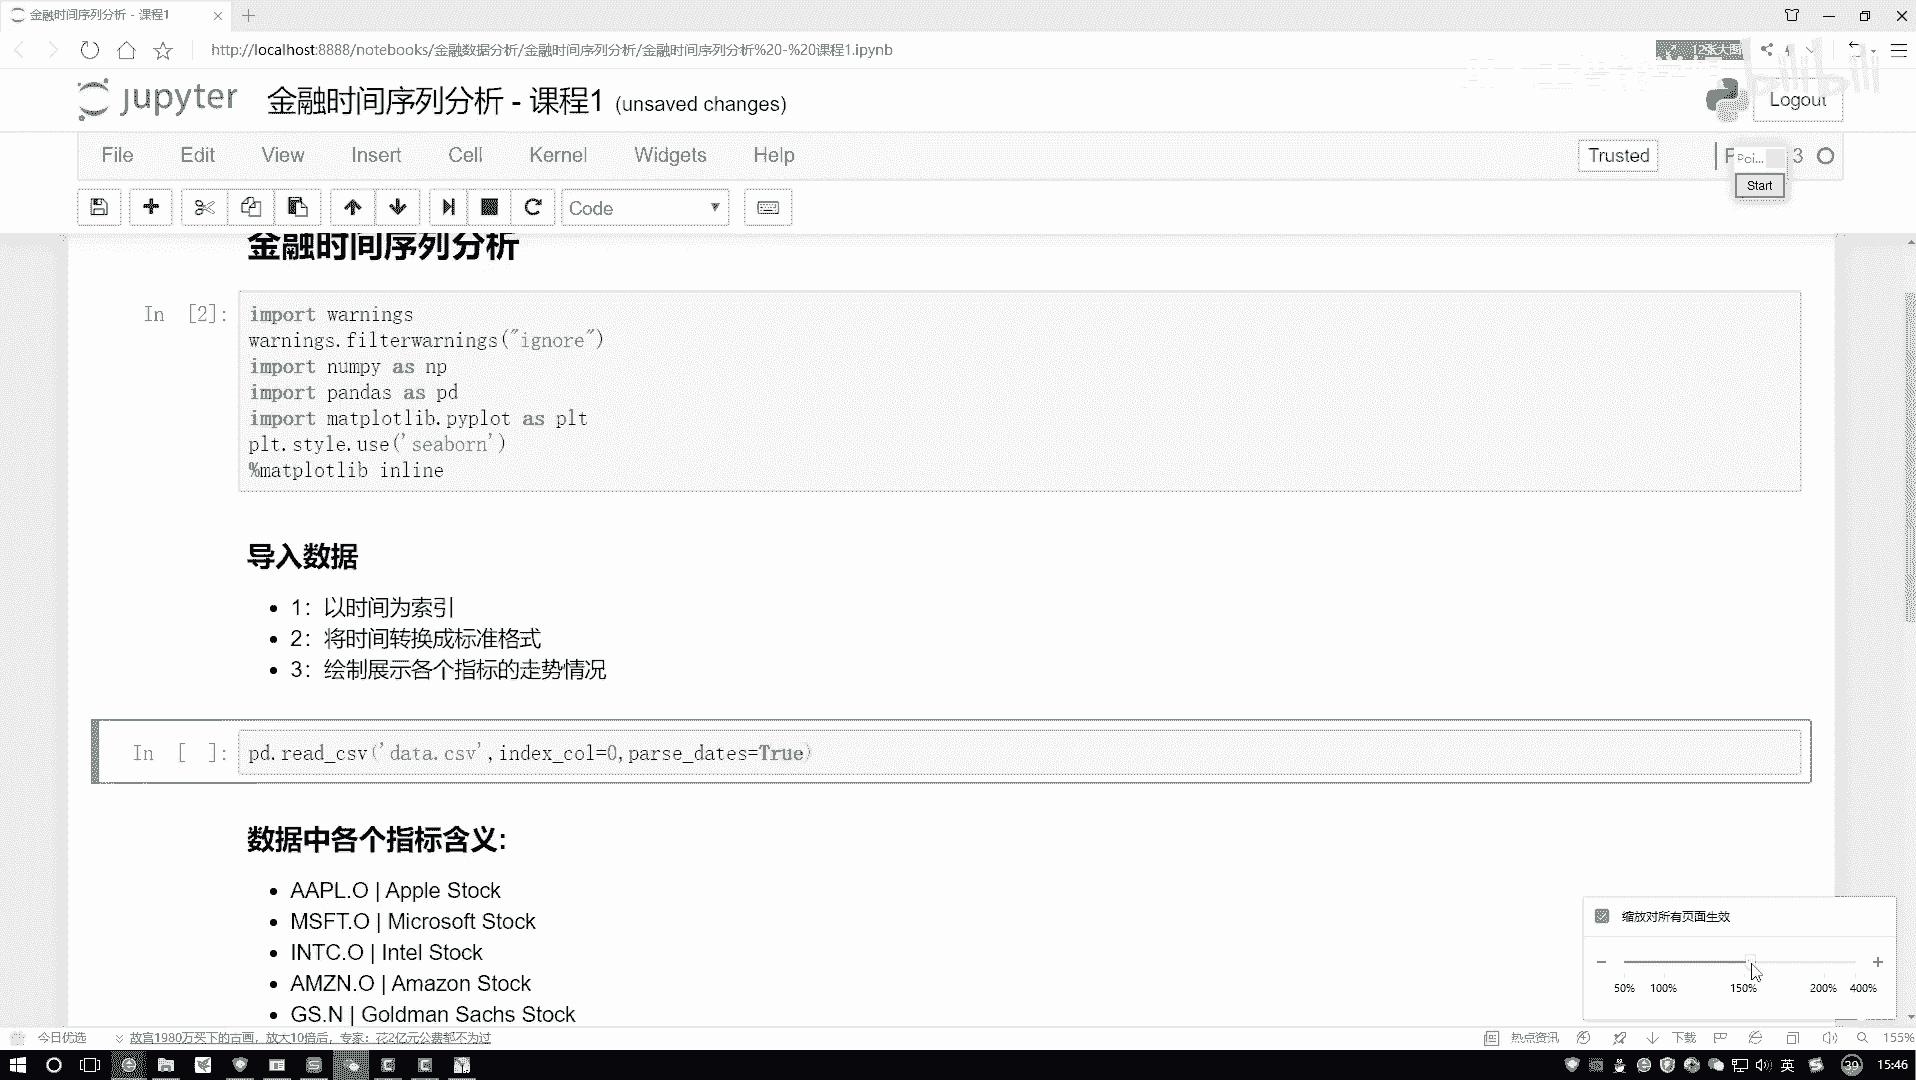 金融时间序列分析 - 课程1
http://localhost:8888/notebooks/金融数据分析/金融时间序列分析/金融时间序列分析%20-%20课程1.ipynb
12张大图
bilibili
jupyter 金融时间序列分析 - 课程1 (unsaved changes)
Logout
File Edit View Insert Cell Kernel Widgets Help
Trusted
P Poi... 3
Start
Code
金融时间序列分析
In [2]:
import warnings
warnings.filterwarnings("ignore")
import numpy as np
import pandas as pd
import matplotlib.pyplot as plt
plt.style.use('seaborn')
%matplotlib inline
导入数据
1：以时间为索引
2：将时间转换成标准格式
3：绘制展示各个指标的走势情况
In [ ]:
pd.read_csv('data.csv',index_col=0,parse_dates=True)
数据中各个指标含义:
AAPL.O | Apple Stock
MSFT.O | Microsoft Stock
INTC.O | Intel Stock
AMZN.O | Amazon Stock
GS.N | Goldman Sachs Stock
缩放对所有页面生效
50% 100% 150% 200% 400%
今日优选 故宫1980万买下的古画，放大10倍后，专家：花2亿元公费都不为过
热点资讯 下载 155%
英 39 15:46